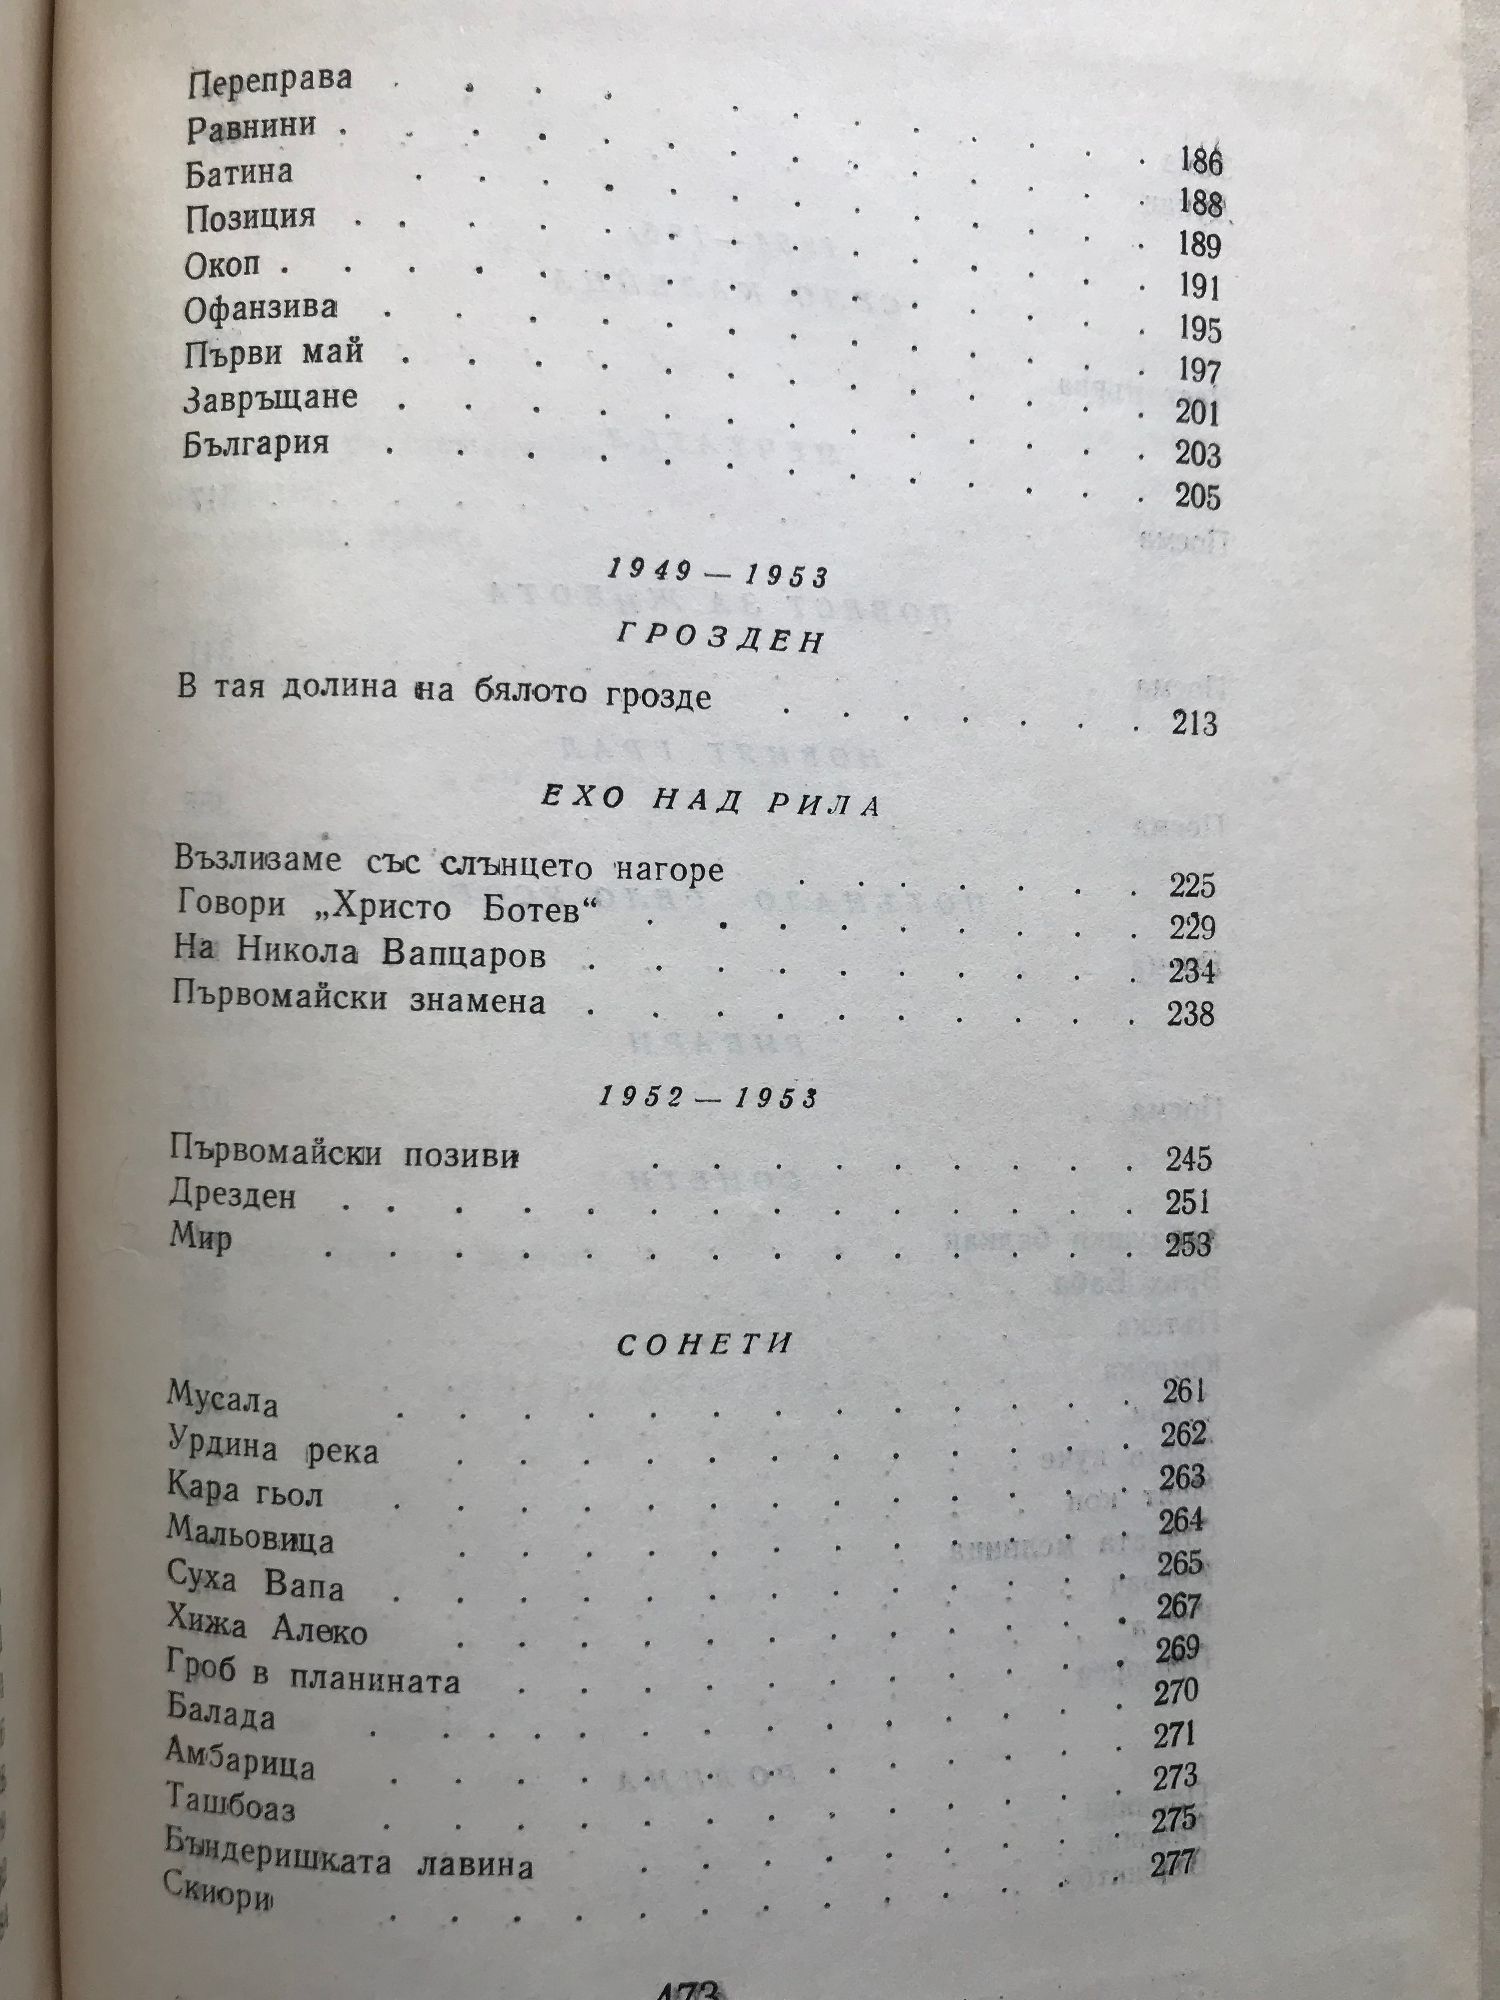 Переправа . . . . . . . . . . . 186
Равнини . . . . . . . . . . . . 188
Батина . . . . . . . . . . . 189
Позиция . . . . . . . . . . . . 191
Окоп . . . . . . . . . . . . . 195
Офанзива . . . . . . . . . . . 197
Първи май . . . . . . . . . . . 201
Завръщане . . . . . . . . . . . 203
България . . . . . . . . . . . 205
1949 — 1953
ГРОЗДЕН
В тая долина на бялото грозде . . . . . . . 213
ЕХО НАД РИЛА
Възлизаме със слънцето нагоре . . . . . . . 225
Говори „Христо Ботев“ . . . . . . . . . 229
На Никола Вапцаров . . . . . . . . . . 234
Първомайски знамена . . . . . . . . . . 238
1952 — 1953
Първомайски позиви . . . . . . . . . 245
Дрезден . . . . . . . . . . . . . . 251
Мир . . . . . . . . . . . . . . 253
СОНЕТИ
Мусала . . . . . . . . . . . . . 261
Урдина река . . . . . . . . . . . . 262
Кара гьол . . . . . . . . . . . . . 263
Мальовица . . . . . . . . . . . . 264
Суха Вапа . . . . . . . . . . . . . 265
Хижа Алеко . . . . . . . . . . . . 267
Гроб в планината . . . . . . . . . . . 269
Балада . . . . . . . . . . . . . . 270
Амбарица . . . . . . . . . . . . . 271
Ташбоаз . . . . . . . . . . . . . 273
Бъндеришката лавина . . . . . . . . . 275
Скиори . . . . . . . . . . . . . 277
473